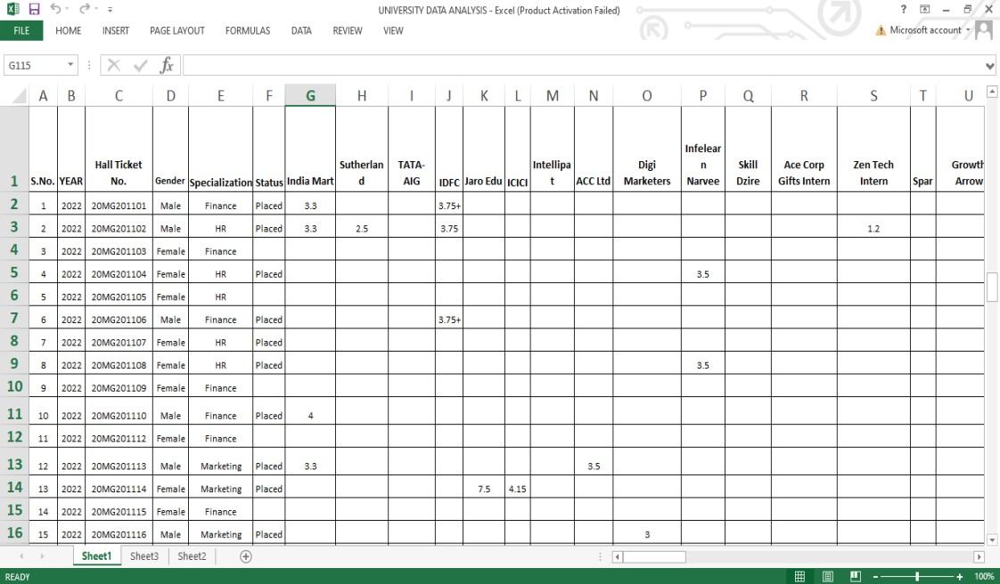 UNIVERSITY DATA ANALYSIS - Excel (Product Activation Failed)
?
FILE HOME INSERT PAGE LAYOUT FORMULAS DATA REVIEW VIEW Microsoft account
G115 fx
A B C D E F G H I J K L M N O P Q R S T U
1 S.No. YEAR Hall Ticket No. Gender Specialization Status India Mart Sutherlan d TATA-AIG IDFC Jaro Edu ICICI Intellipa t ACC Ltd Digi Marketers Infelear n Narvee Skill Dzire Ace Corp Gifts Intern Zen Tech Intern Spar Growth Arrow
2 1 2022 20MG201101 Male Finance Placed 3.3 3.75+
3 2 2022 20MG201102 Male HR Placed 3.3 2.5 3.75 1.2
4 3 2022 20MG201103 Female Finance
5 4 2022 20MG201104 Female HR Placed 3.5
6 5 2022 20MG201105 Female HR
7 6 2022 20MG201106 Male Finance Placed 3.75+
8 7 2022 20MG201107 Female HR Placed
9 8 2022 20MG201108 Female HR Placed 3.5
10 9 2022 20MG201109 Female Finance
11 10 2022 20MG201110 Male Finance Placed 4
12 11 2022 20MG201112 Female Finance
13 12 2022 20MG201113 Male Marketing Placed 3.3 3.5
14 13 2022 20MG201114 Female Marketing Placed 7.5 4.15
15 14 2022 20MG201115 Female Finance
16 15 2022 20MG201116 Male Marketing Placed 3
Sheet1 Sheet3 Sheet2
READY 100%